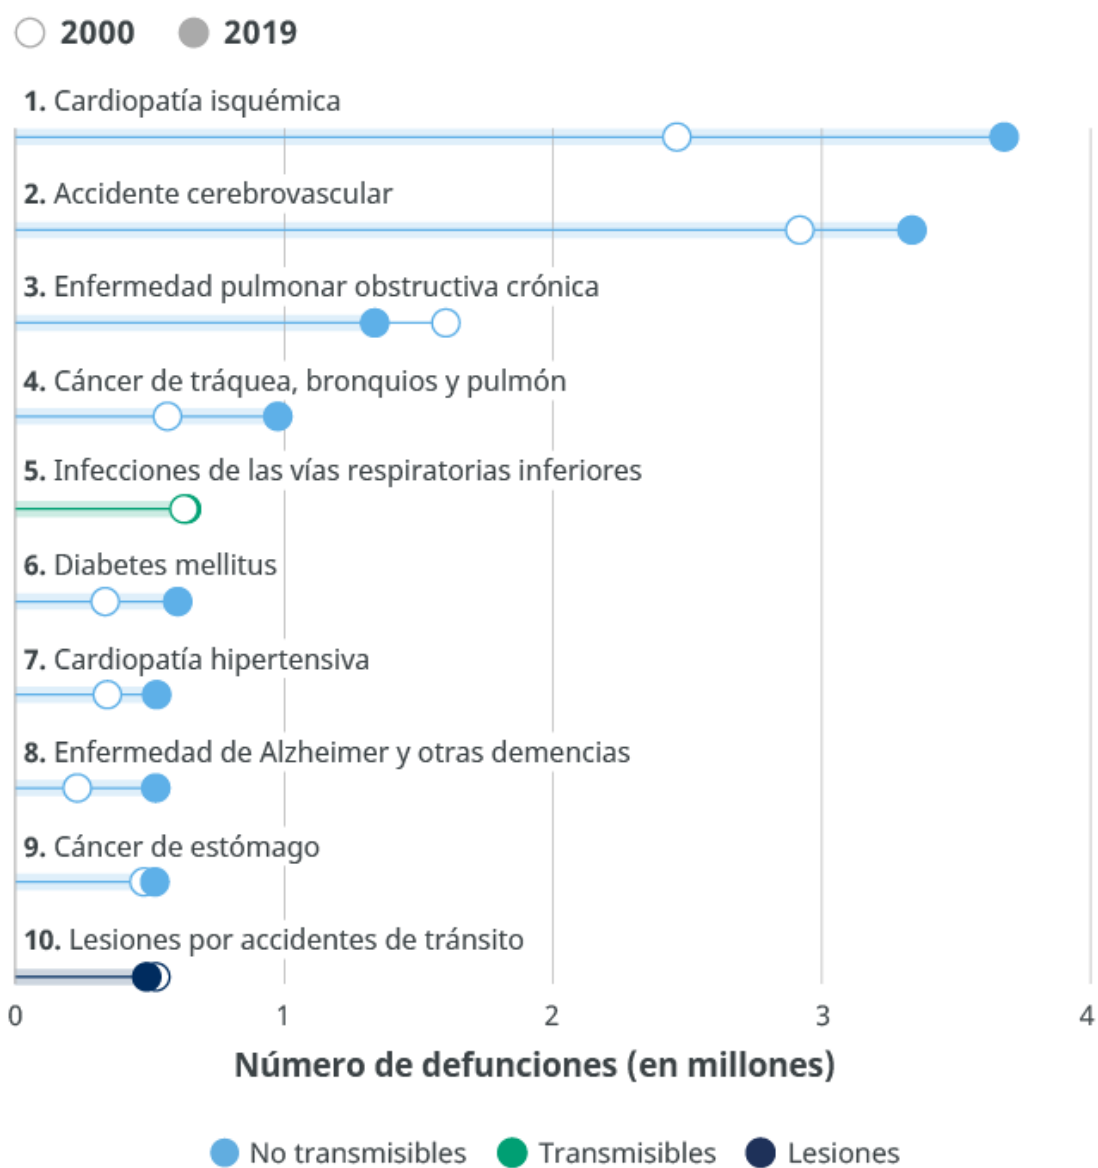 2000 2019
1. Cardiopatía isquémica
2. Accidente cerebrovascular
3. Enfermedad pulmonar obstructiva crónica
4. Cáncer de tráquea, bronquios y pulmón
5. Infecciones de las vías respiratorias inferiores
6. Diabetes mellitus
7. Cardiopatía hipertensiva
8. Enfermedad de Alzheimer y otras demencias
9. Cáncer de estómago
10. Lesiones por accidentes de tránsito
0 1 2 3 4
Número de defunciones (en millones)
No transmisibles Transmisibles Lesiones